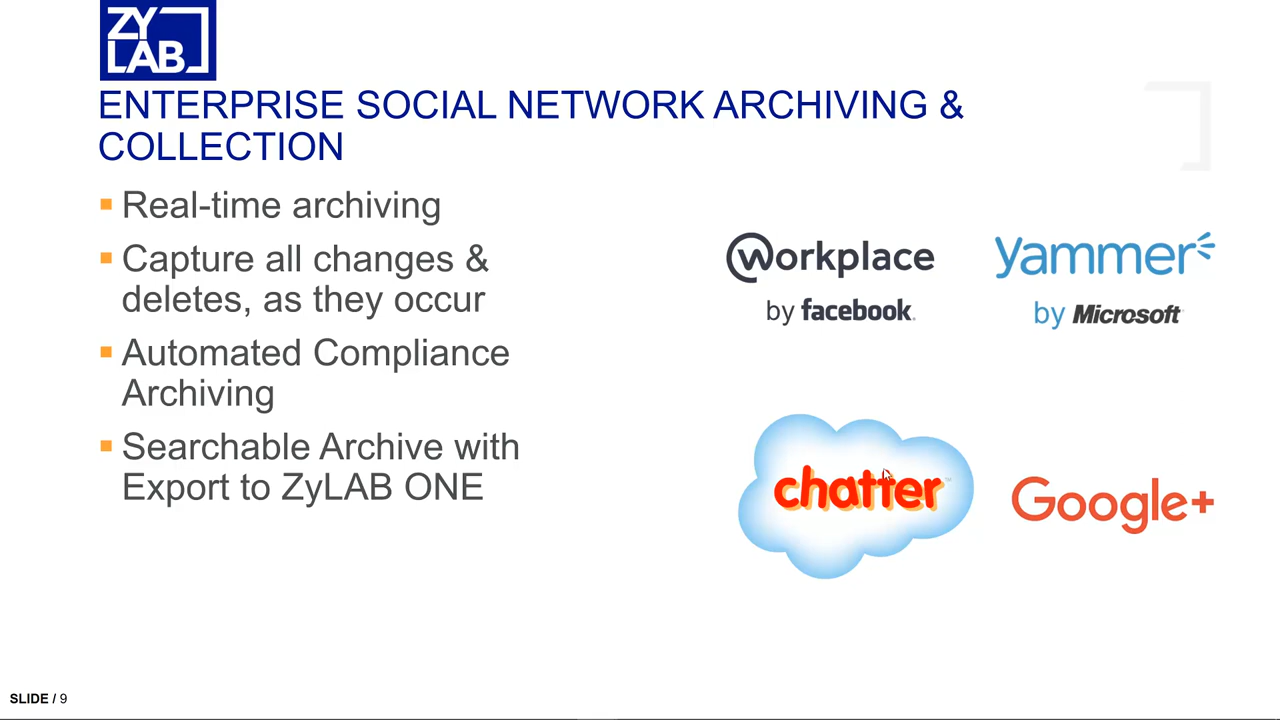 ZY
LAB
ENTERPRISE SOCIAL NETWORK ARCHIVING &
COLLECTION
Real-time archiving
Capture all changes &
deletes, as they occur
Automated Compliance
Archiving
Searchable Archive with
Export to ZyLAB ONE
workplace
by facebook.
yammer
by Microsoft
chatter
Google+
SLIDE / 9